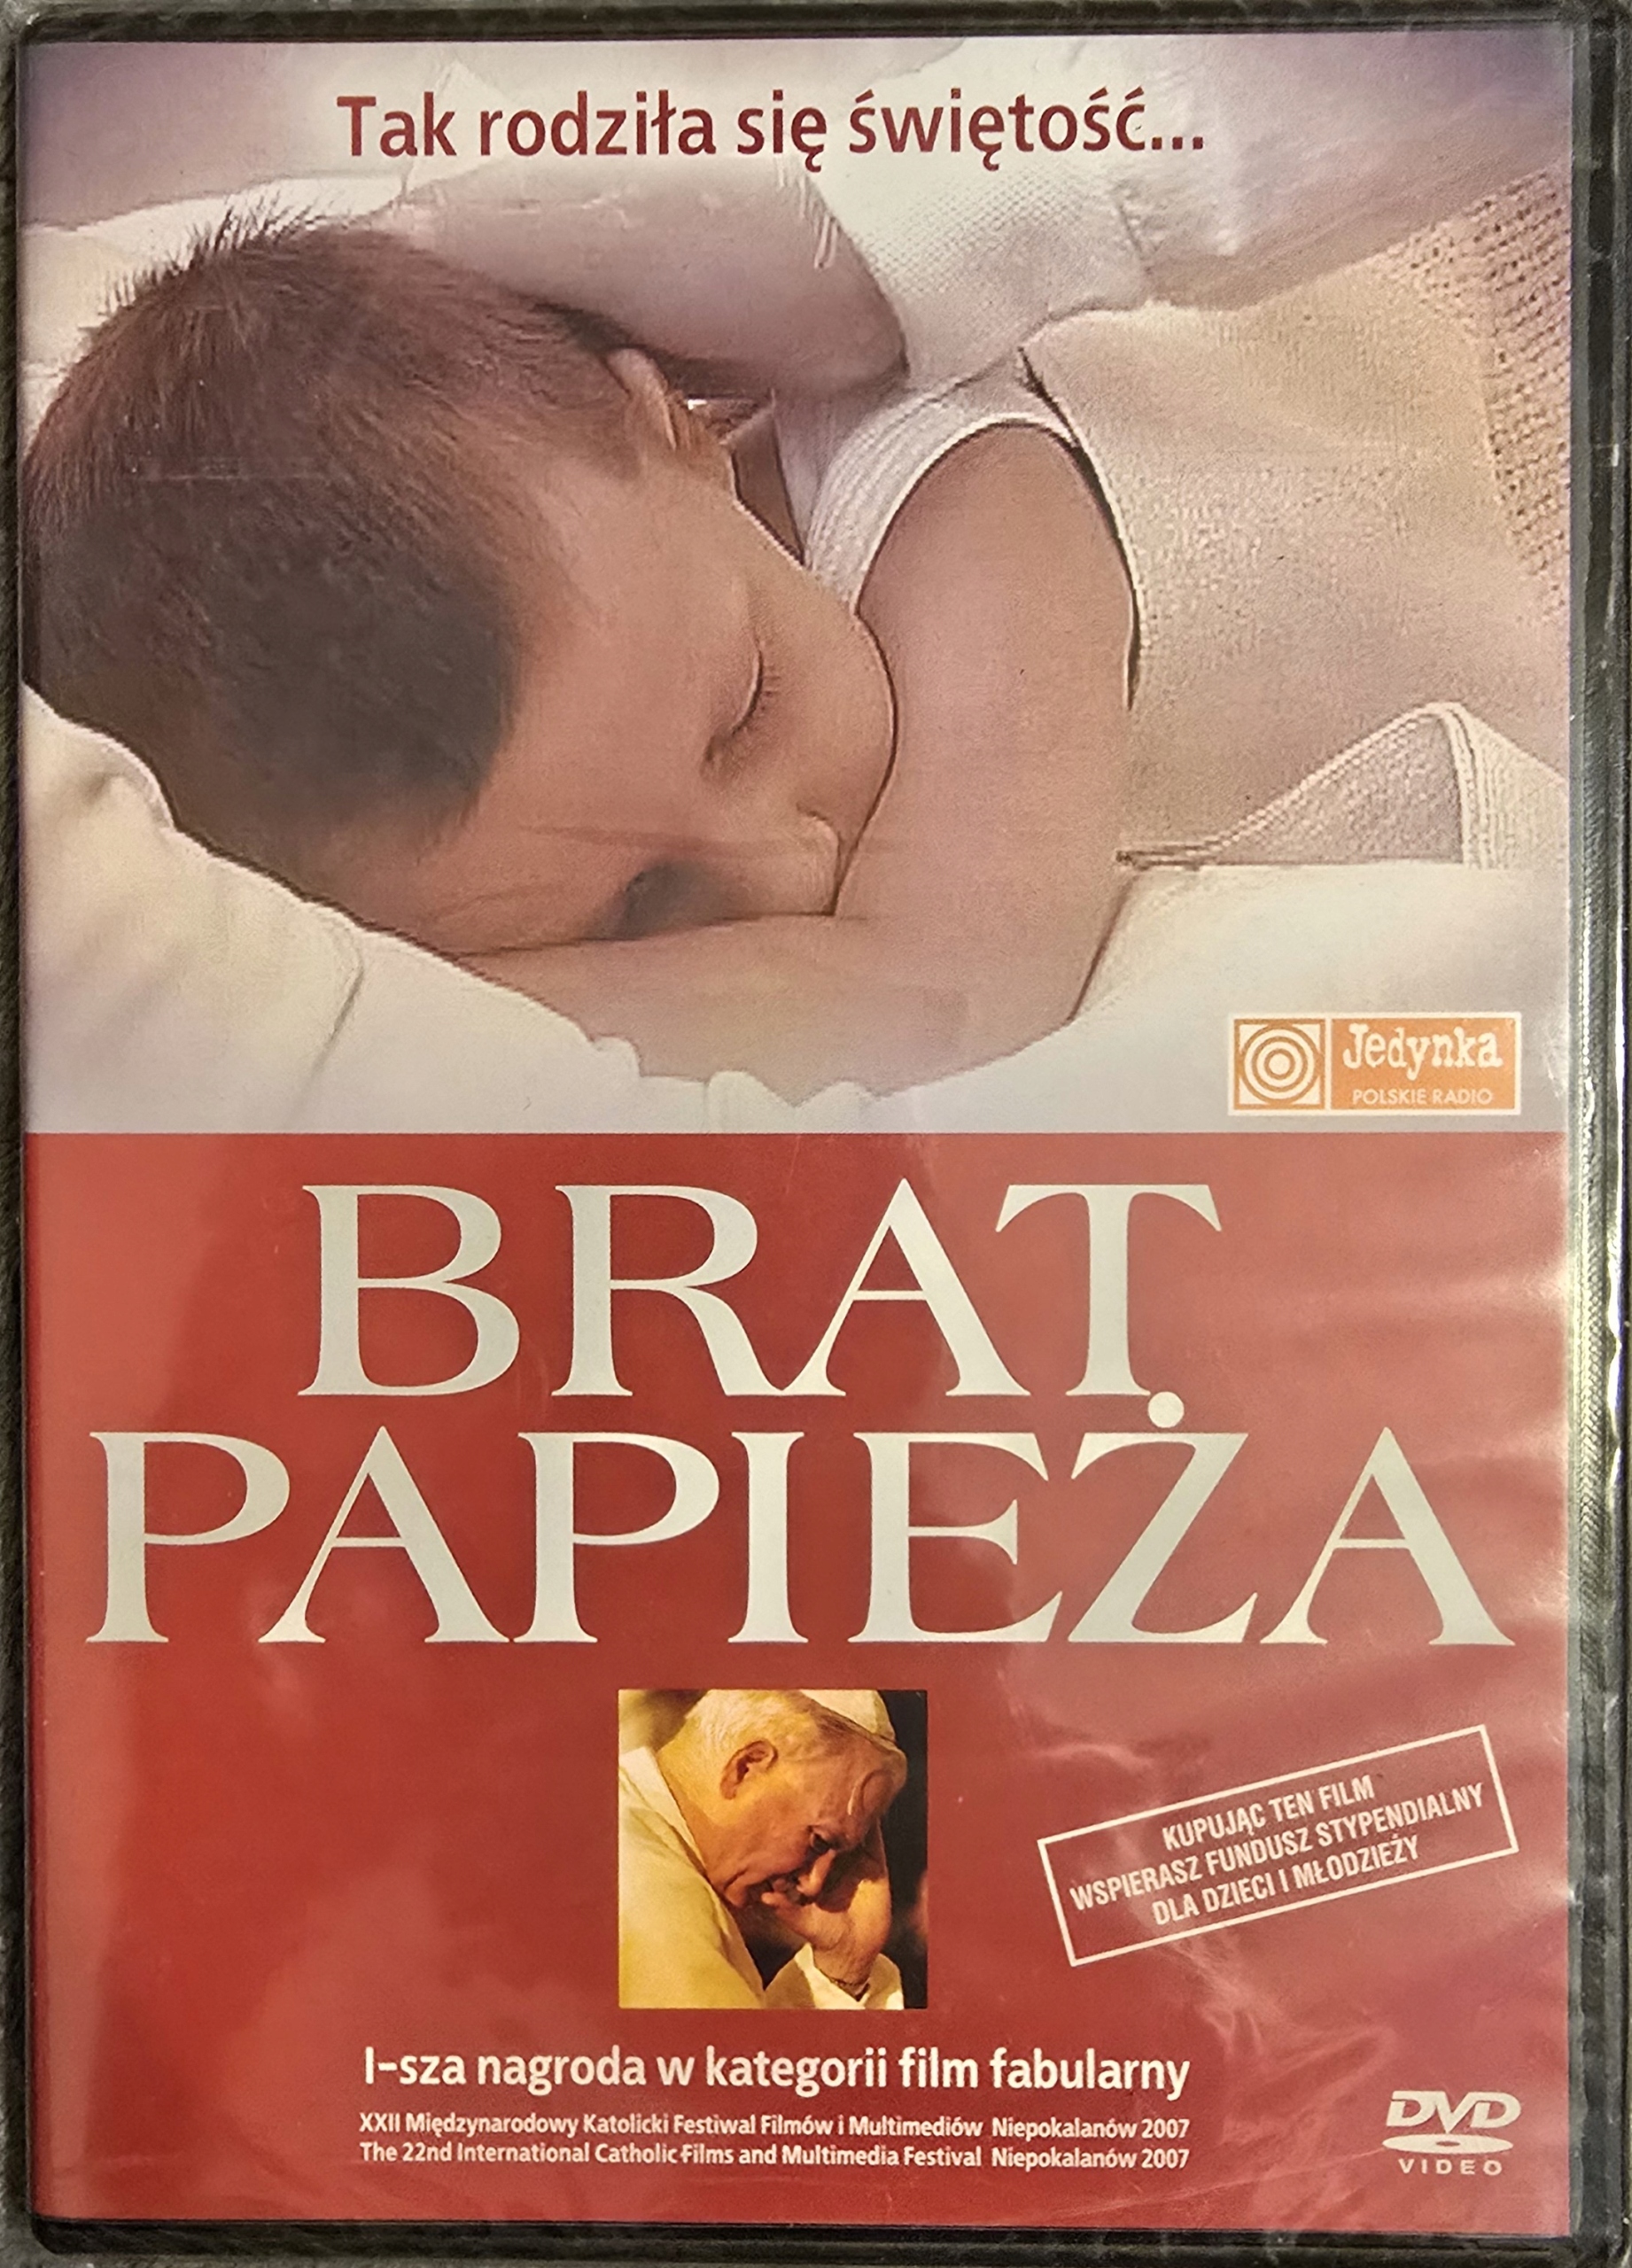 Tak rodziła się świętość...
Jedynka
POLSKIE RADIO
BRAT
PAPIEŻA
KUPUJĄC TEN FILM
WSPIERASZ FUNDUSZ STYPENDIALNY
DLA DZIECI I MŁODZIEŻY
I-sza nagroda w kategorii film fabularny
XXII Międzynarodowy Katolicki Festiwal Filmów i Multimediów Niepokalanów 2007
The 22nd International Catholic Films and Multimedia Festival Niepokalanów 2007
DVD
VIDEO